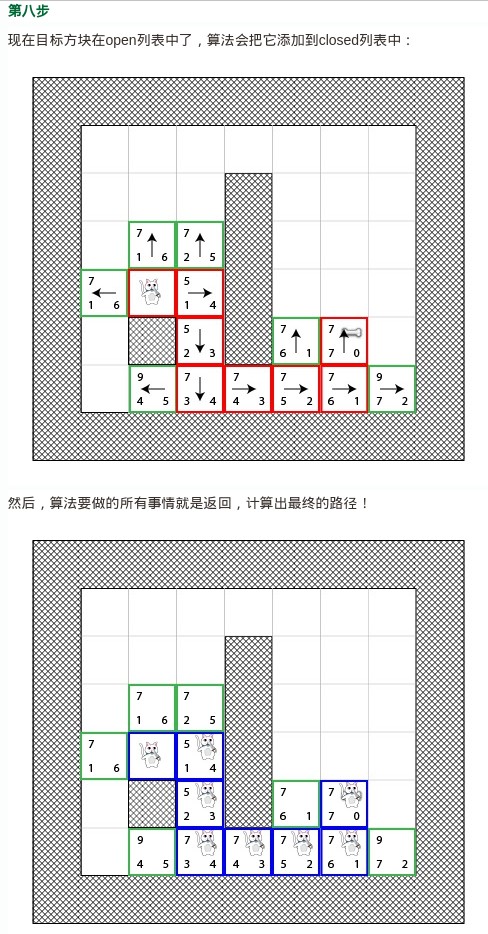 第八步
现在目标方块在open列表中了，算法会把它添加到closed列表中：
7 7
1 6 2 5
7 5
1 6 1 4
5 7 7
2 3 6 1 7 0
9 7 7 7 7 9
4 5 3 4 4 3 5 2 6 1 7 2
然后，算法要做的所有事情就是返回，计算出最终的路径！
7 7
1 6 2 5
7 5
1 6 1 4
5 7 7
2 3 6 1 7 0
9 7 7 7 7 9
4 5 3 4 4 3 5 2 6 1 7 2